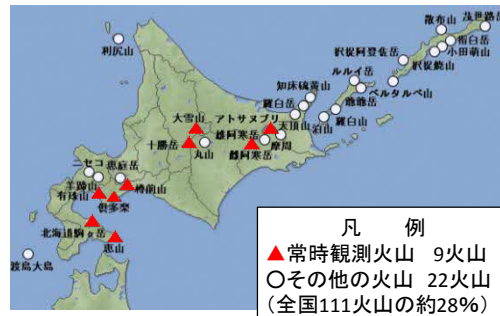 茂世路岳
散布山
指臼岳
小田萌山
択捉焼山
択捉阿登佐岳
ベルタルベ山
利尻山
ルルイ岳
爺爺岳
知床硫黄山
羅臼岳
羅臼山
泊山
天頂山
大雪山
アトサヌプリ
雄阿寒岳
十勝岳
丸山
摩周
雌阿寒岳
ニセコ
恵庭岳
羊蹄山
樽前山
有珠山
倶多楽
北海道駒ヶ岳
恵山
渡島大島
凡 例
▲常時観測火山 9火山
○その他の火山 22火山
(全国111火山の約28%)